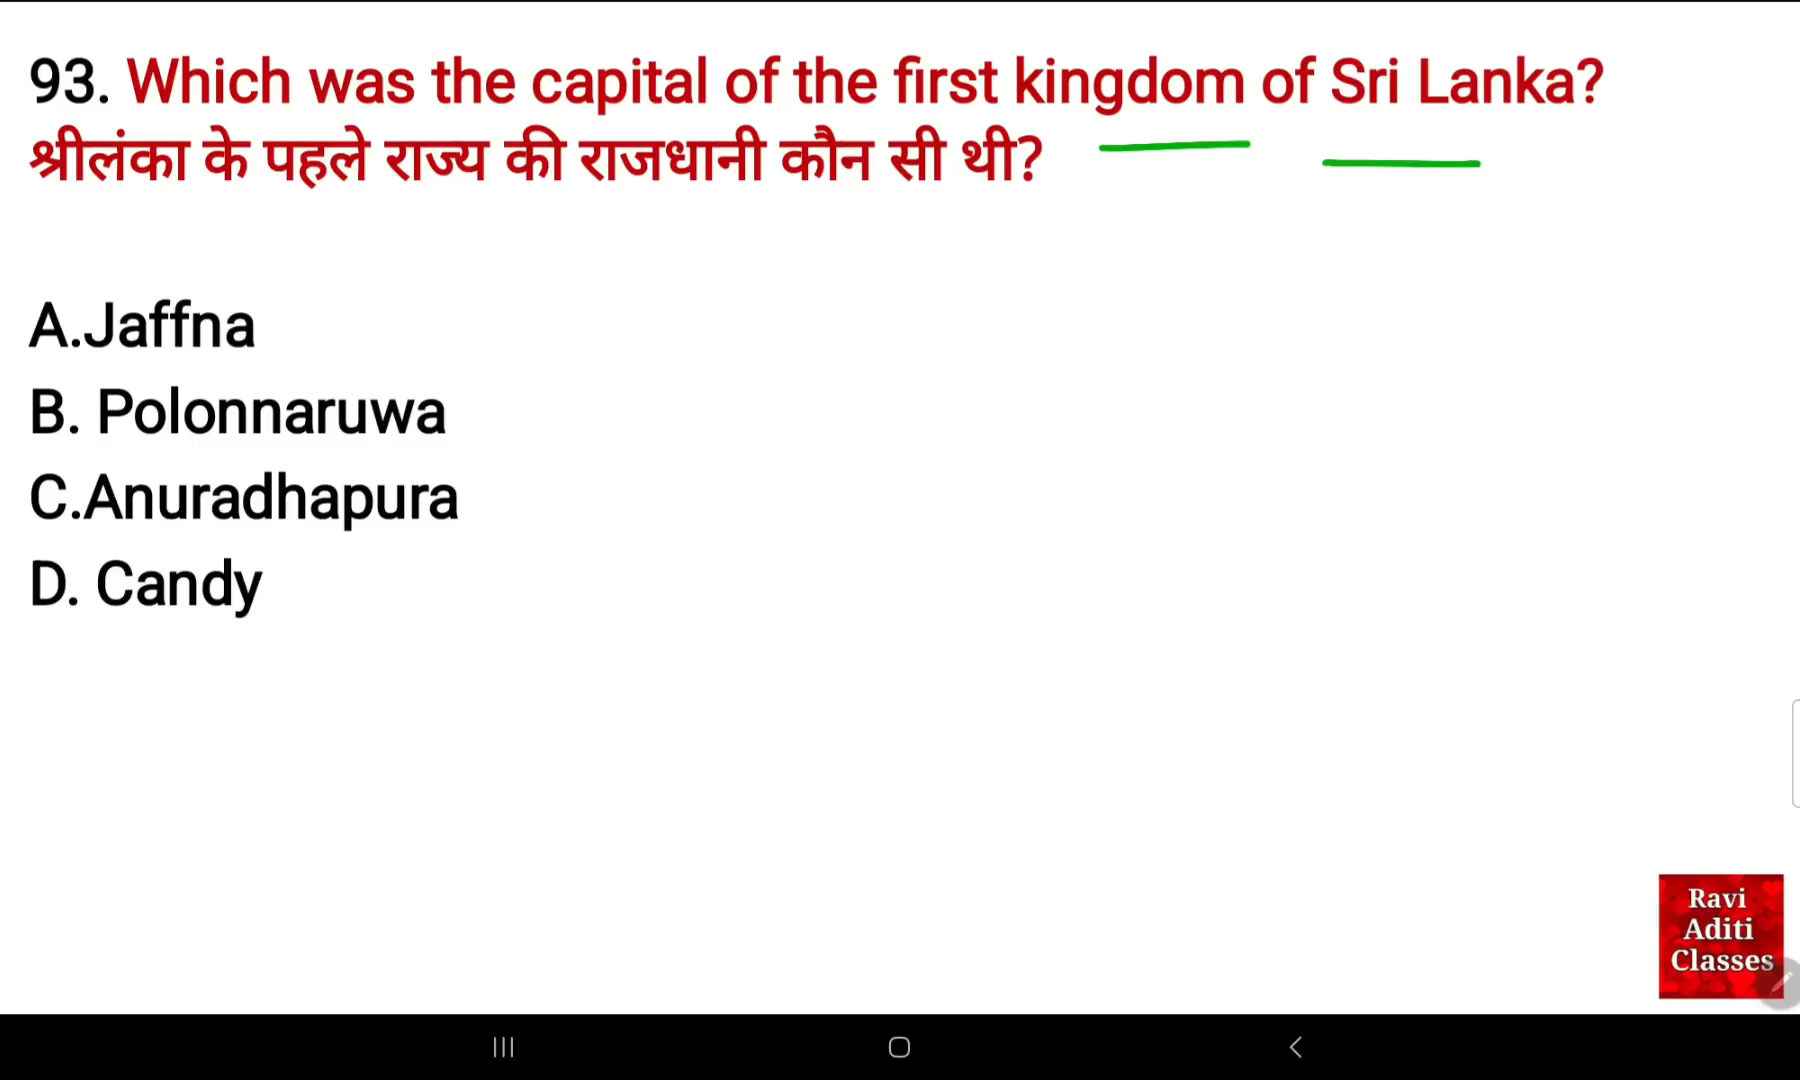 93. Which was the capital of the first kingdom of Sri Lanka?
श्रीलंका के पहले राज्य की राजधानी कौन सी थी?
A.Jaffna
B. Polonnaruwa
C.Anuradhapura
D. Candy
Ravi
Aditi
Classes